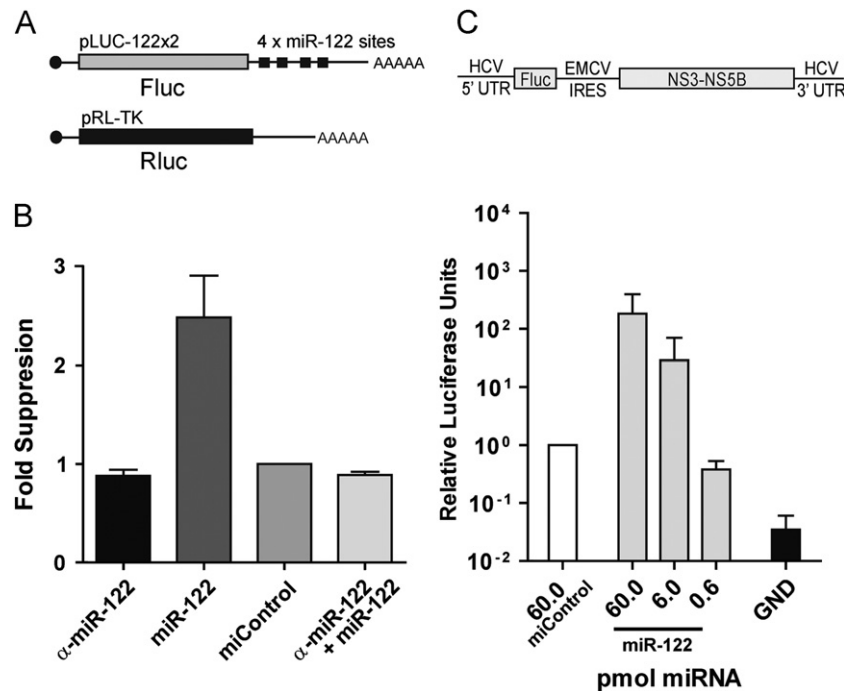 A
pLUC-122x2
4 x miR-122 sites
AAAAA
Fluc
pRL-TK
AAAAA
Rluc
B
Fold Suppression
3
2
1
0
α-miR-122
miR-122
miControl
α-miR-122
+ miR-122
C
HCV
5' UTR
Fluc
EMCV
IRES
NS3-NS5B
HCV
3' UTR
Relative Luciferase Units
10⁴
10³
10²
10¹
10⁰
10⁻¹
10⁻²
60.0
miControl
60.0
6.0
0.6
GND
miR-122
pmol miRNA